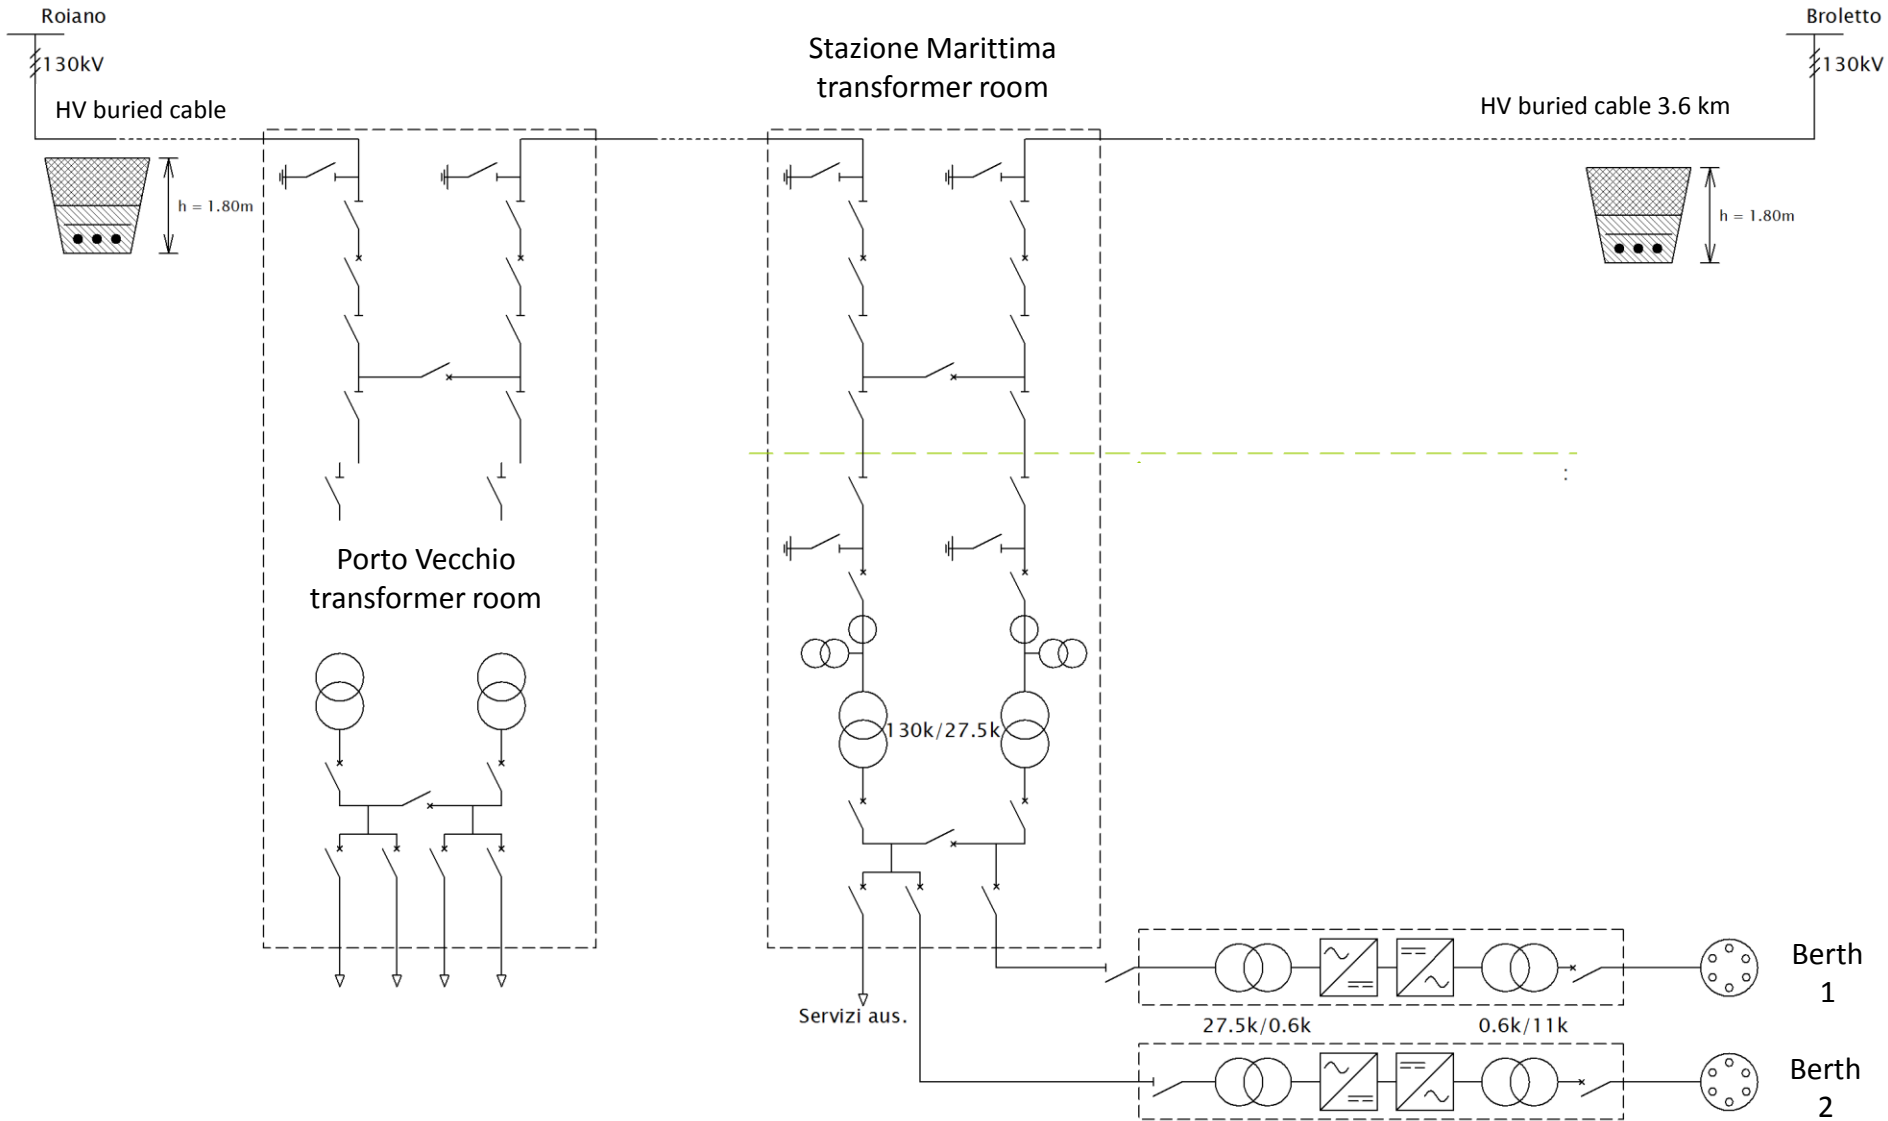 Roiano
Broletto
130kV
130kV
Stazione Marittima
transformer room
HV buried cable
HV buried cable 3.6 km
h = 1.80m
h = 1.80m
Porto Vecchio
transformer room
130k/27.5k
Servizi aus.
27.5k/0.6k
0.6k/11k
Berth
1
Berth
2